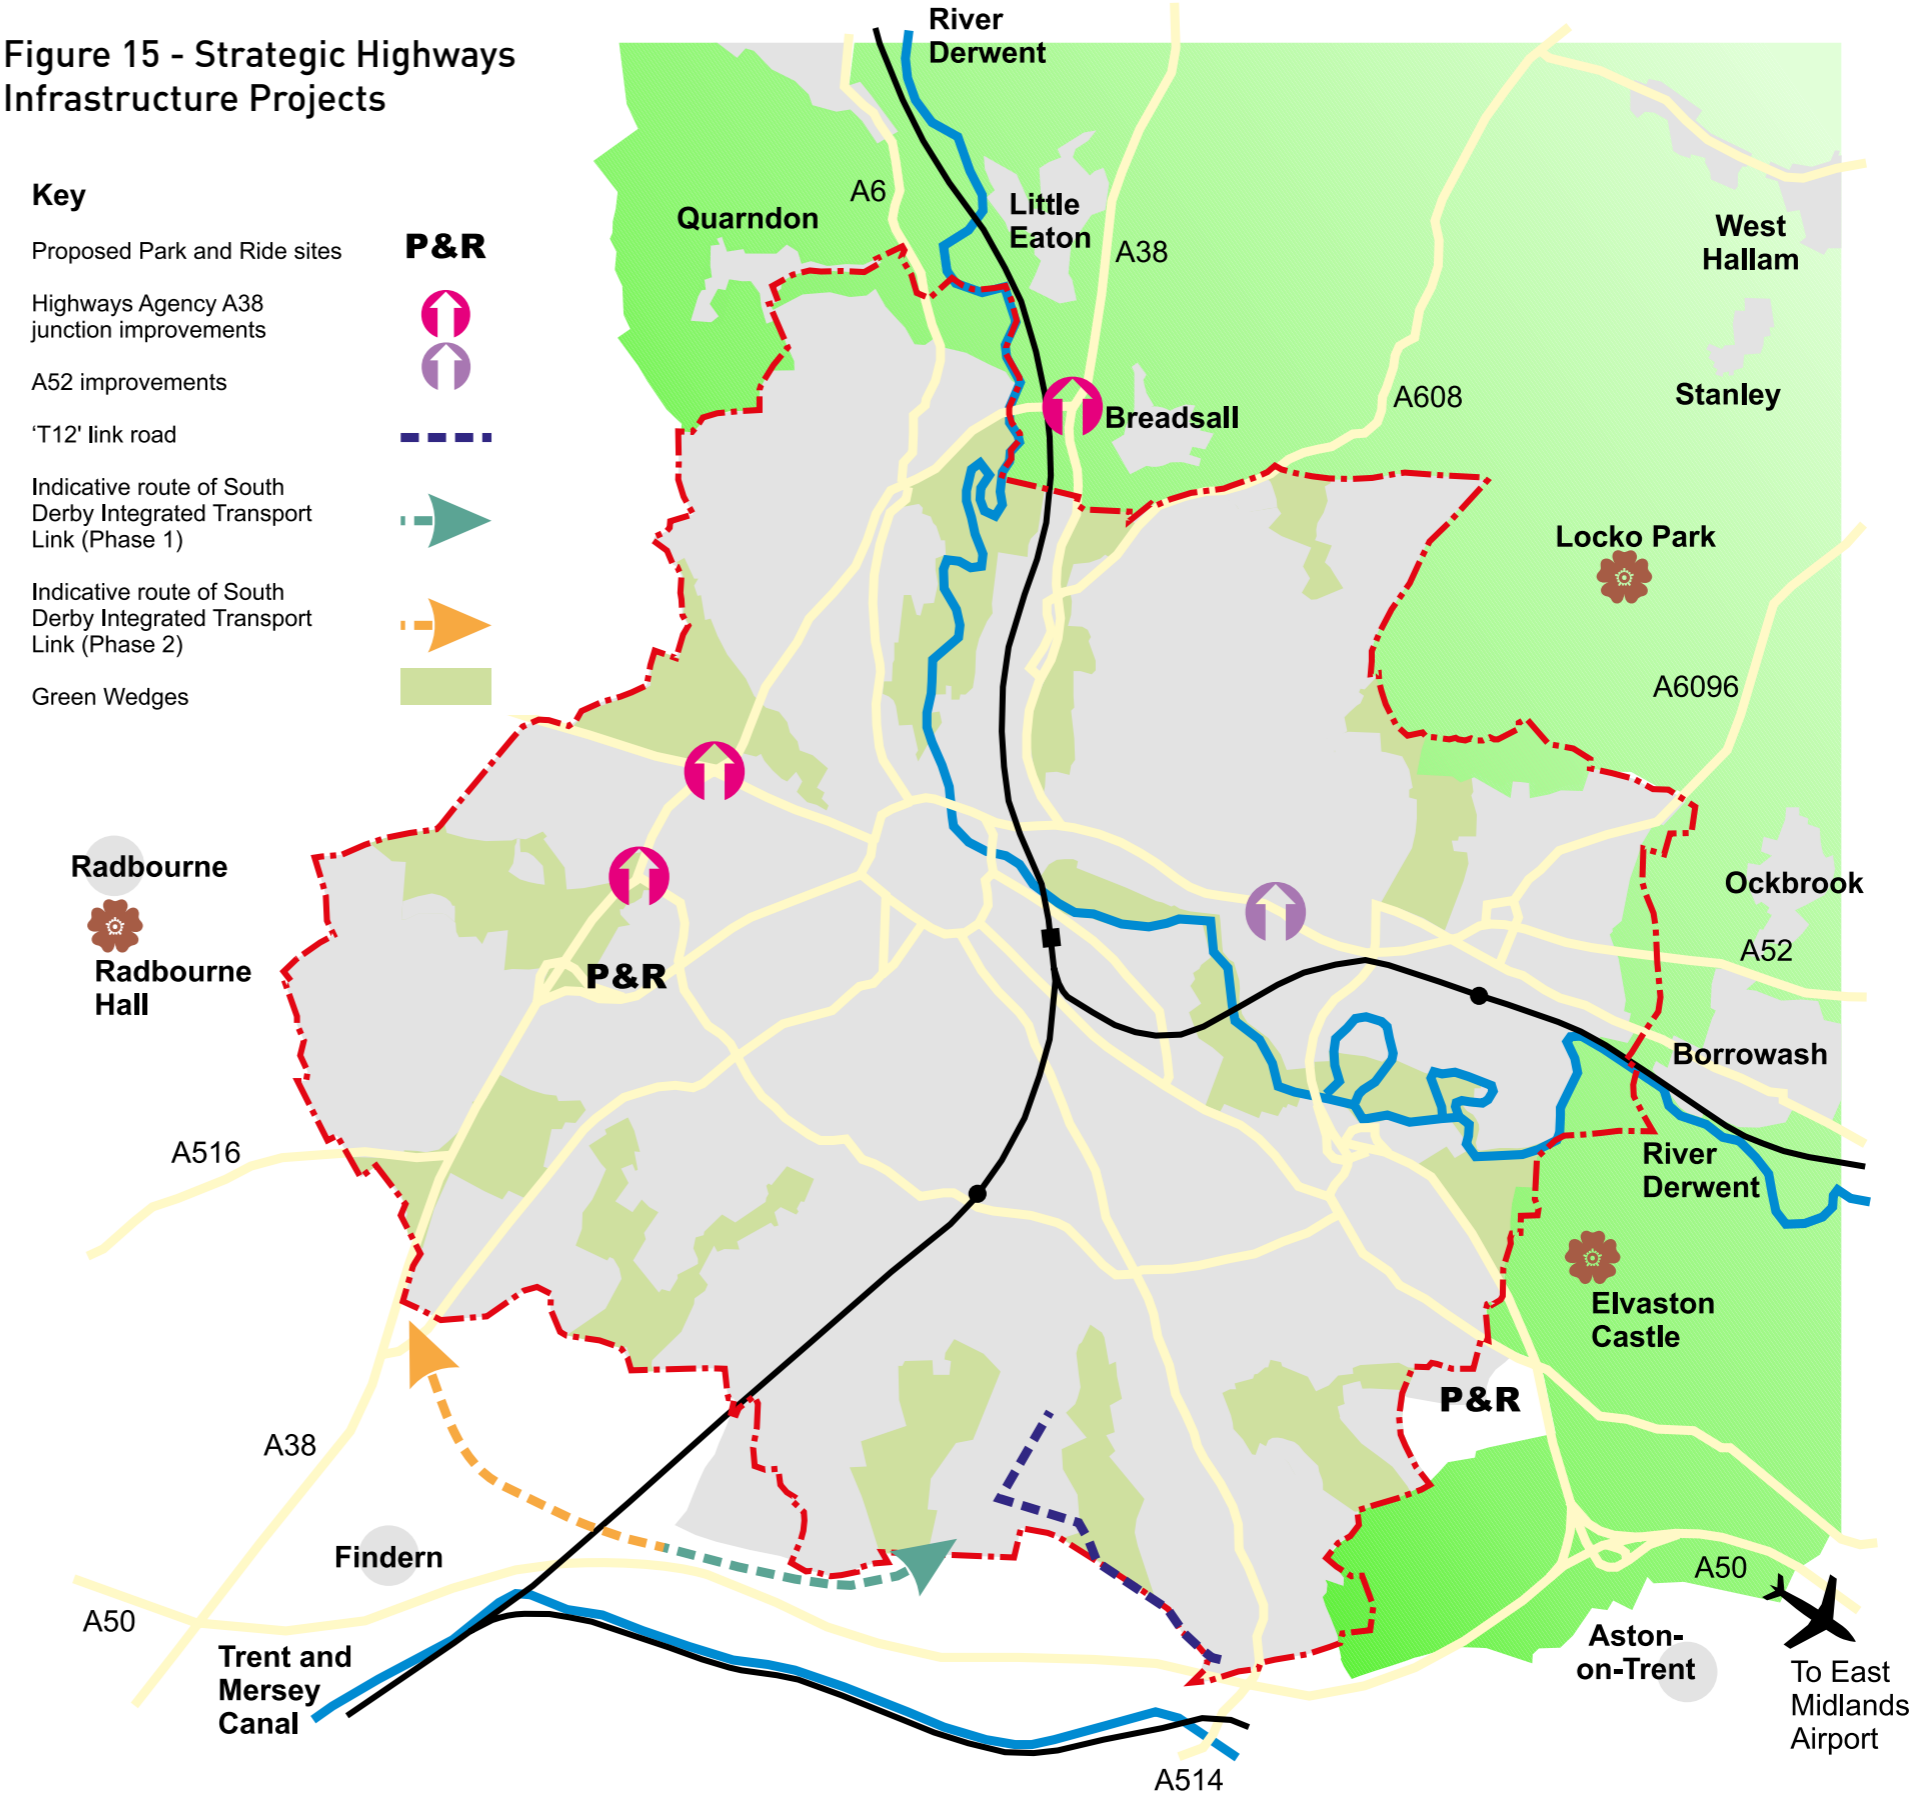 Figure 15 - Strategic Highways
Infrastructure Projects
Key
Proposed Park and Ride sites
P&R
Highways Agency A38
junction improvements
A52 improvements
‘T12' link road
Indicative route of South
Derby Integrated Transport
Link (Phase 1)
Indicative route of South
Derby Integrated Transport
Link (Phase 2)
Green Wedges
River
Derwent
A6
Quarndon
Little
Eaton
A38
West
Hallam
Stanley
A608
Breadsall
Locko Park
A6096
Radbourne
Radbourne
Hall
P&R
Ockbrook
A52
Borrowash
A516
River
Derwent
Elvaston
Castle
P&R
A38
Findern
A50
A50
Trent and
Mersey
Canal
Aston-
on-Trent
To East
Midlands
Airport
A514